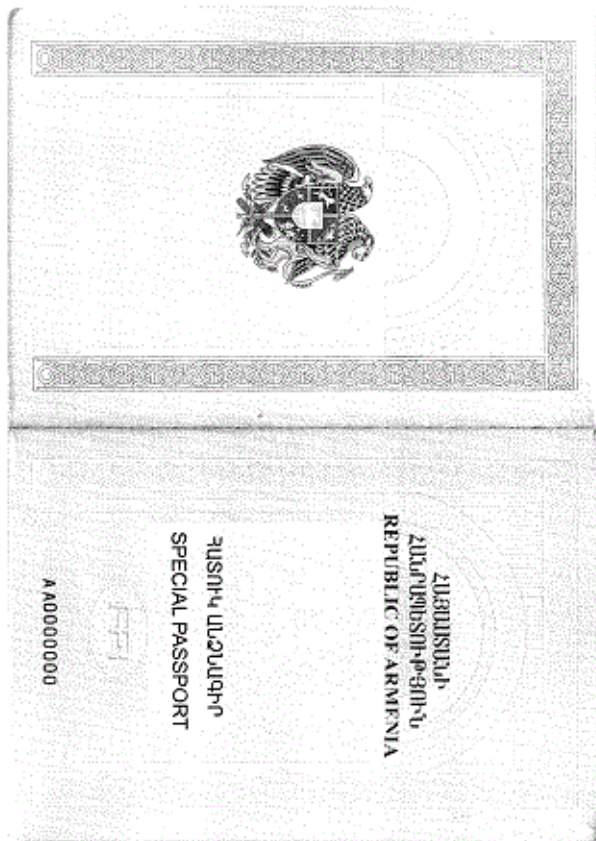 ՀԱՅԱՍՏԱՆԻ
ՀԱՆՐԱՊԵՏՈՒԹՅՈՒՆ
REPUBLIC OF ARMENIA
ՀԱՏՈՒԿ ԱՆՁՆԱԳԻՐ
SPECIAL PASSPORT
AA0000000